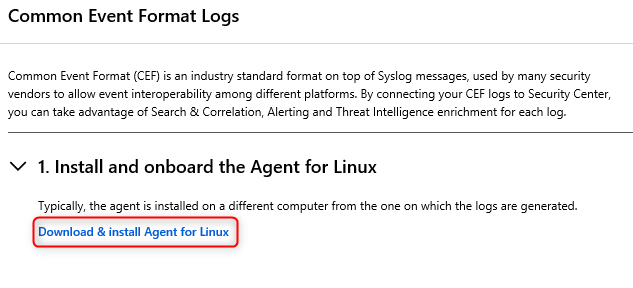 Common Event Format Logs
Common Event Format (CEF) is an industry standard format on top of Syslog messages, used by many security
vendors to allow event interoperability among different platforms. By connecting your CEF logs to Security Center,
you can take advantage of Search & Correlation, Alerting and Threat Intelligence enrichment for each log.
1. Install and onboard the Agent for Linux
Typically, the agent is installed on a different computer from the one on which the logs are generated.
Download & install Agent for Linux